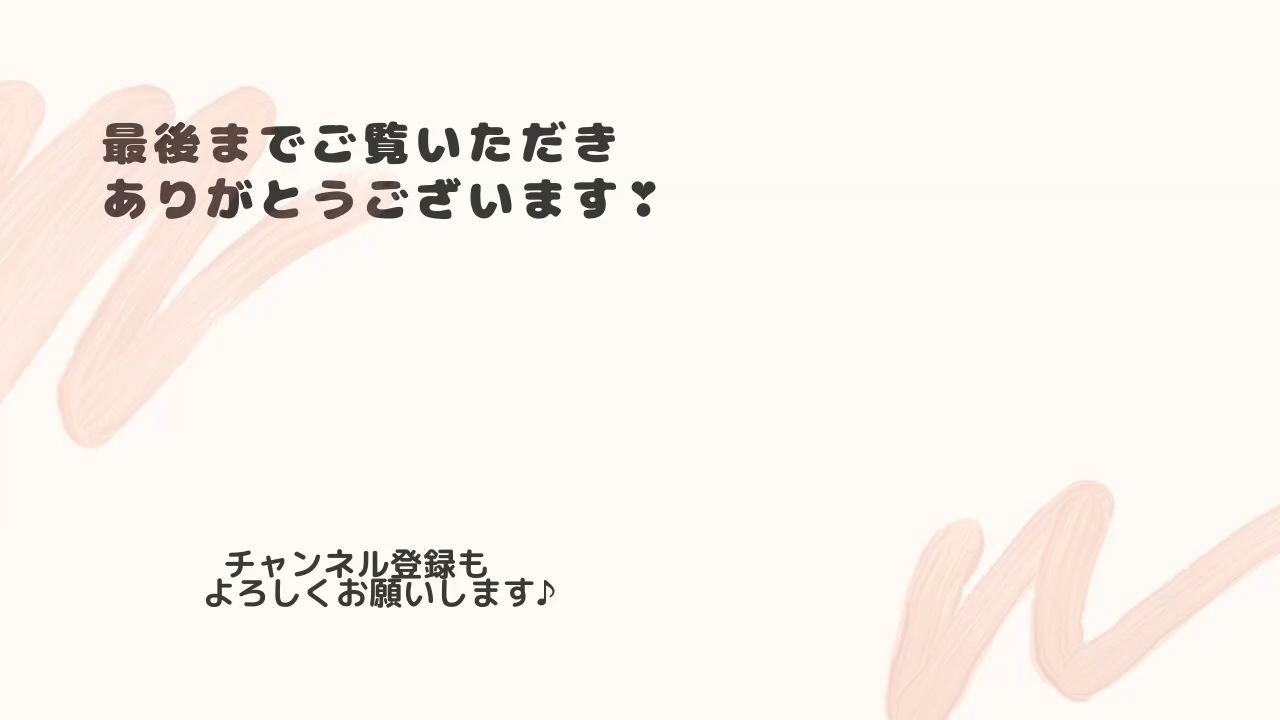 最後までご覧いただき
ありがとうございます❣
チャンネル登録も
よろしくお願いします♪